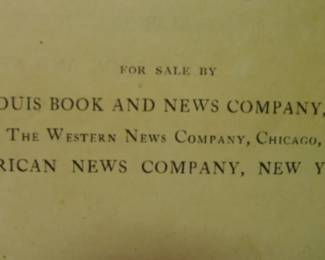 FOR SALE BY
OUIS BOOK AND NEWS COMPANY,
THE WESTERN NEWS COMPANY, CHICAGO,
RICAN NEWS COMPANY, NEW Y